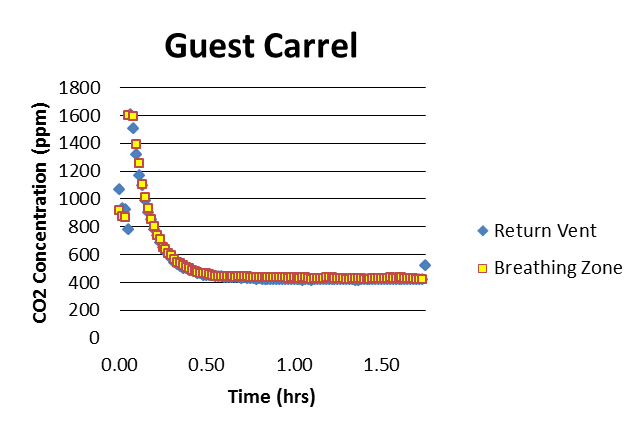 Guest Carrel
1800
1600
1400
1200
1000
800
600
400
200
0
CO2 Concentration (ppm)
0.00 0.50 1.00 1.50
Time (hrs)
Return Vent
Breathing Zone